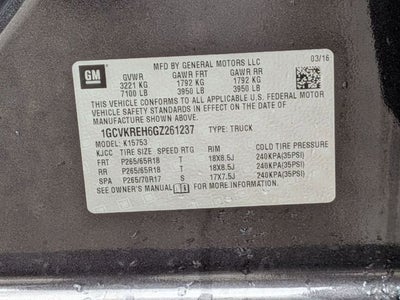 GM
MFD BY GENERAL MOTORS LLC
03/16
GVWR GAWR FRT GAWR RR
3221 KG 1792 KG 1792 KG
7100 LB 3950 LB 3950 LB
THIS VEHICLE CONFORMS TO ALL APPLICABLE U.S. FEDERAL MOTOR
VEHICLE SAFETY STANDARDS IN EFFECT ON THE DATE OF
MANUFACTURE SHOWN ABOVE.
1GCVKREH6GZ261237 TYPE: TRUCK
MODEL: K15753
KJCC TIRE SIZE SPEED RTG RIM COLD TIRE PRESSURE
FRT P265/65R18 T 18X8.5J 240KPA(35PSI)
RR P265/65R18 T 18X8.5J 240KPA(35PSI)
SPA P265/70R17 S 17X7.5J 240KPA(35PSI)
SEE OWNER'S MANUAL FOR MORE INFORMATION.